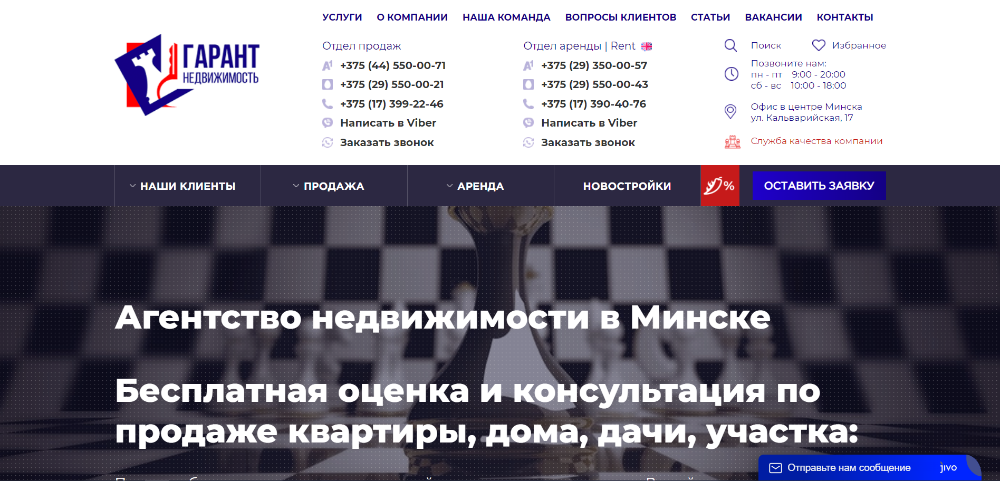 УСЛУГИ О КОМПАНИИ НАША КОМАНДА ВОПРОСЫ КЛИЕНТОВ СТАТЬИ ВАКАНСИИ КОНТАКТЫ
ГАРАНТ
НЕДВИЖИМОСТЬ
Отдел продаж
A1 +375 (44) 550-00-71
+375 (29) 550-00-21
+375 (17) 399-22-46
Написать в Viber
Заказать звонок
Отдел аренды | Rent
A1 +375 (29) 350-00-57
+375 (29) 550-00-43
+375 (17) 390-40-76
Написать в Viber
Заказать звонок
Поиск Избранное
Позвоните нам:
пн - пт 9:00 - 20:00
сб - вс 10:00 - 18:00
Офис в центре Минска
ул. Кальварийская, 17
Служба качества компании
НАШИ КЛИЕНТЫ ПРОДАЖА АРЕНДА НОВОСТРОЙКИ % ОСТАВИТЬ ЗАЯВКУ
Агентство недвижимости в Минске
Бесплатная оценка и консультация по
продаже квартиры, дома, дачи, участка:
Отправьте нам сообщение jivo